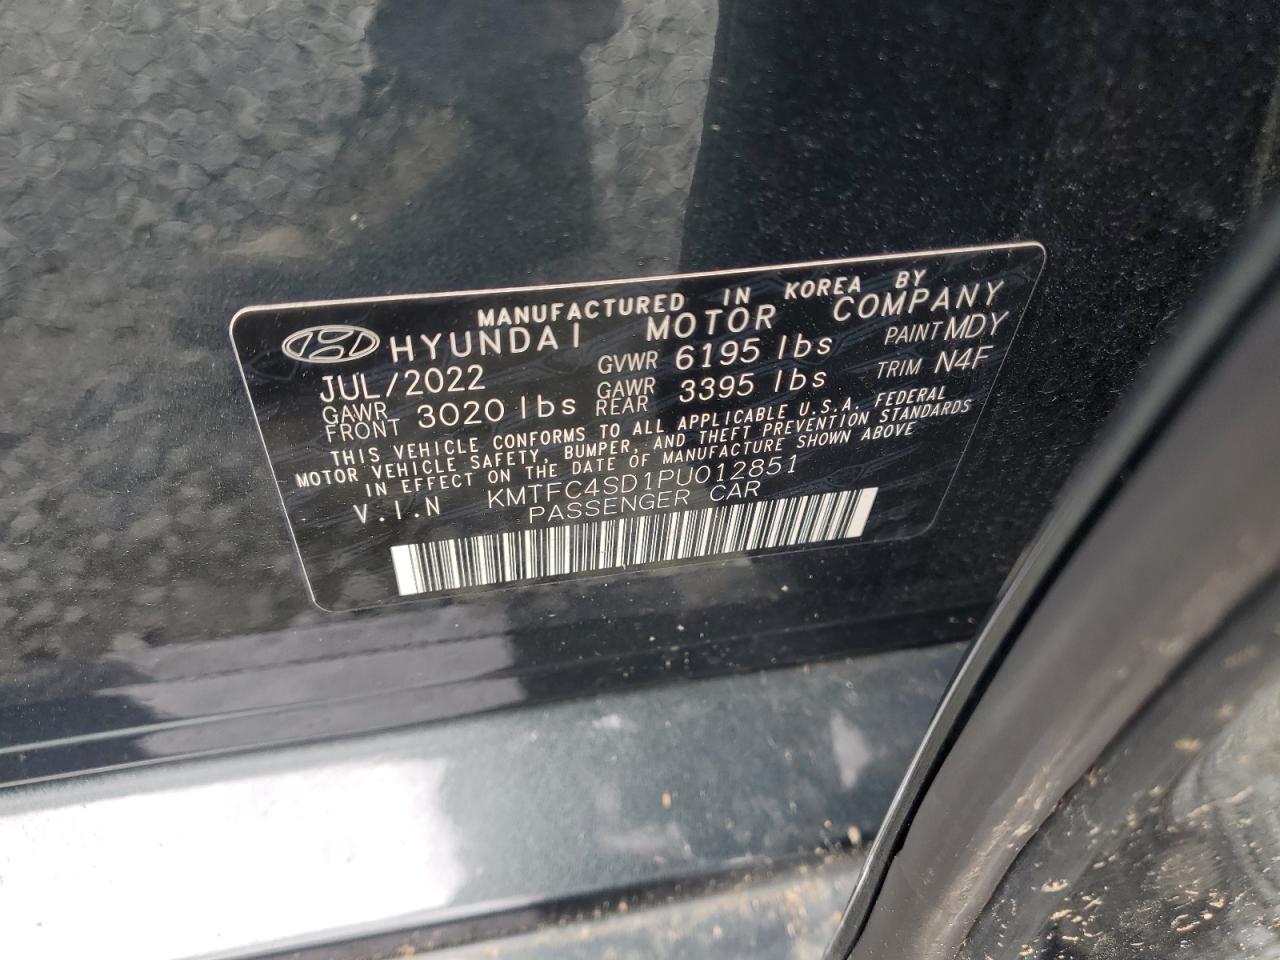 MANUFACTURED IN KOREA BY
HYUNDAI MOTOR COMPANY
JUL/2022 GVWR 6195 lbs PAINT MDY
GAWR FRONT 3020 lbs GAWR REAR 3395 lbs TRIM N4F
THIS VEHICLE CONFORMS TO ALL APPLICABLE U.S.A. FEDERAL
MOTOR VEHICLE SAFETY, BUMPER, AND THEFT PREVENTION STANDARDS
IN EFFECT ON THE DATE OF MANUFACTURE SHOWN ABOVE
V.I.N KMTFC4SD1PU012851
PASSENGER CAR